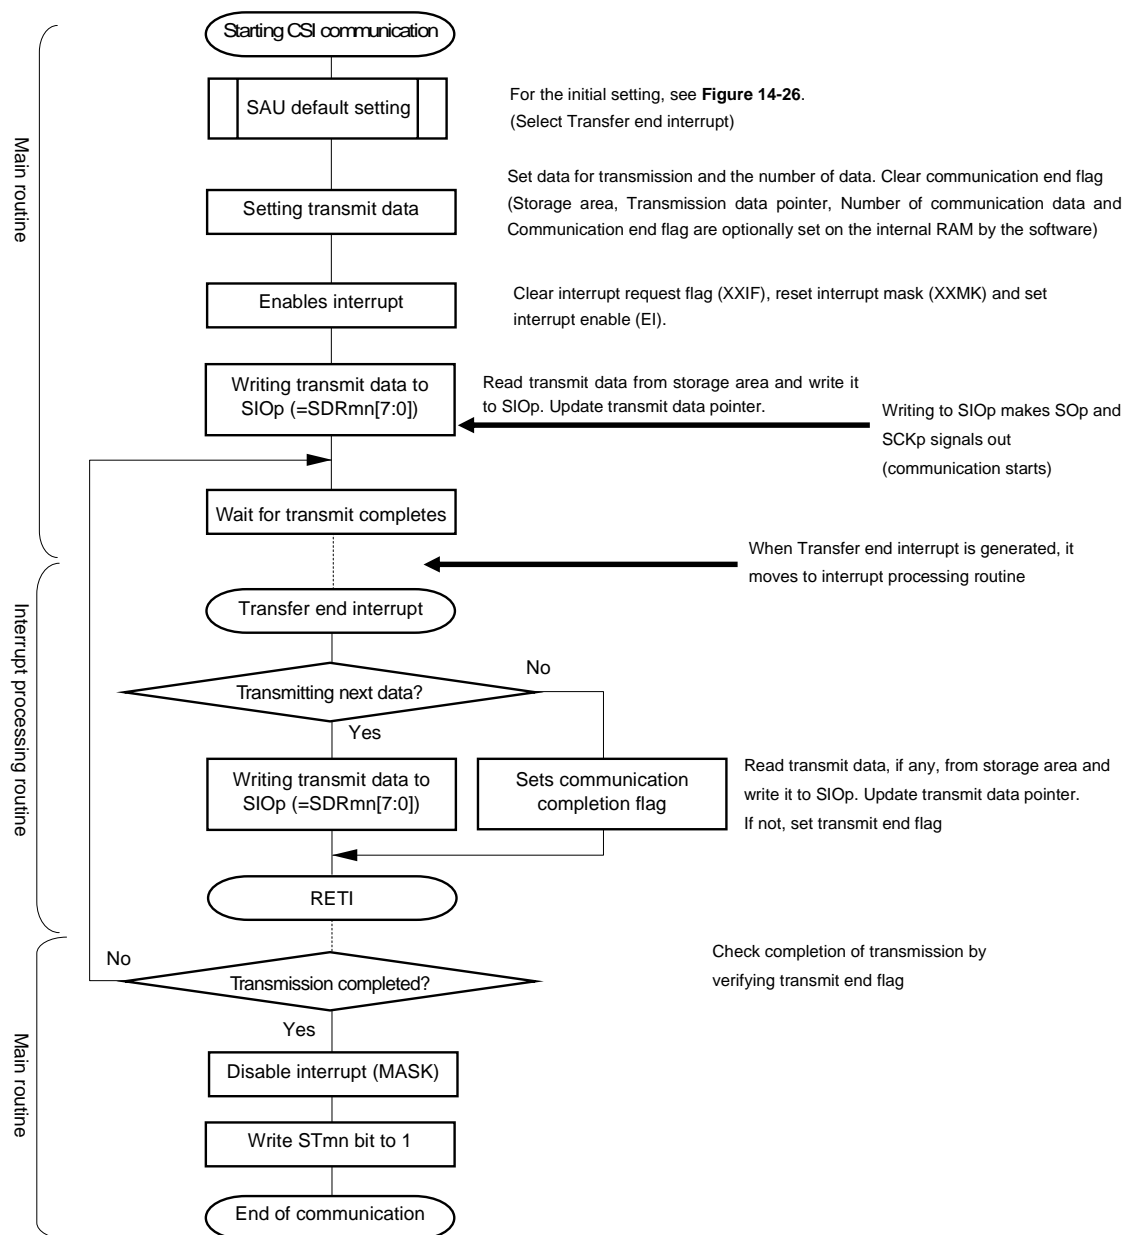 Starting CSI communication
Main routine
SAU default setting
For the initial setting, see Figure 14-26.
(Select Transfer end interrupt)
Setting transmit data
Set data for transmission and the number of data. Clear communication end flag
(Storage area, Transmission data pointer, Number of communication data and
Communication end flag are optionally set on the internal RAM by the software)
Enables interrupt
Clear interrupt request flag (XXIF), reset interrupt mask (XXMK) and set
interrupt enable (EI).
Writing transmit data to
SIOp (=SDRmn[7:0])
Read transmit data from storage area and write it
to SIOp. Update transmit data pointer.
Writing to SIOp makes SOp and
SCKp signals out
(communication starts)
Wait for transmit completes
When Transfer end interrupt is generated, it
moves to interrupt processing routine
Interrupt processing routine
Transfer end interrupt
No
Transmitting next data?
Yes
Writing transmit data to
SIOp (=SDRmn[7:0])
Sets communication
completion flag
Read transmit data, if any, from storage area and
write it to SIOp. Update transmit data pointer.
If not, set transmit end flag
RETI
Main routine
No
Transmission completed?
Check completion of transmission by
verifying transmit end flag
Yes
Disable interrupt (MASK)
Write STmn bit to 1
End of communication